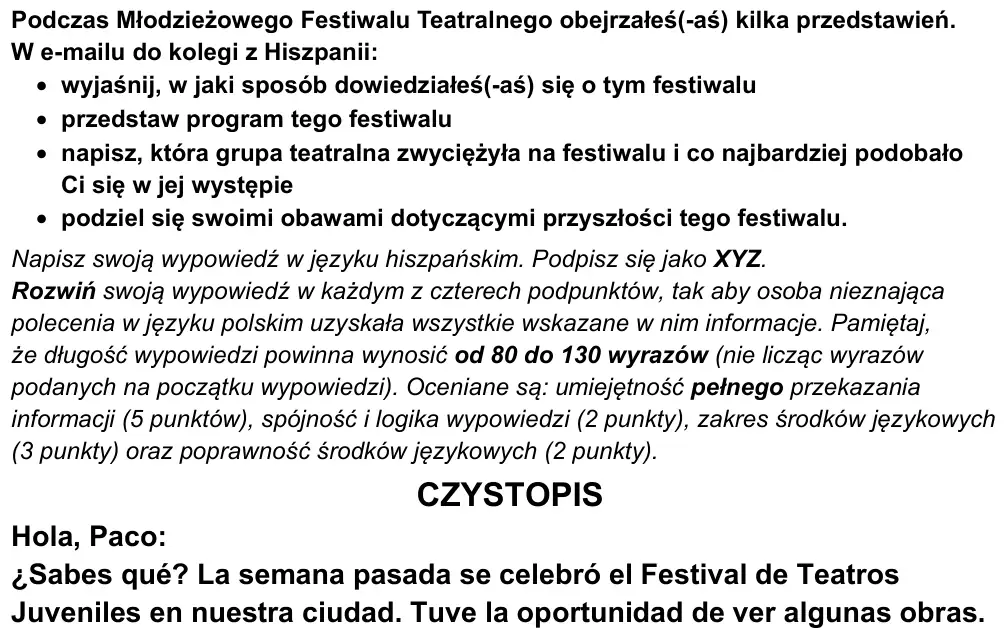 Podczas Młodzieżowego Festiwalu Teatralnego obejrzałeś(-aś) kilka przedstawień.
W e-mailu do kolegi z Hiszpanii:
• wyjaśnij, w jaki sposób dowiedziałeś(-aś) się o tym festiwalu
• przedstaw program tego festiwalu
• napisz, która grupa teatralna zwyciężyła na festiwalu i co najbardziej podobało
Ci się w jej występie
• podziel się swoimi obawami dotyczącymi przyszłości tego festiwalu.
Napisz swoją wypowiedź w języku hiszpańskim. Podpisz się jako XYZ.
Rozwiń swoją wypowiedź w każdym z czterech podpunktów, tak aby osoba nieznająca
polecenia w języku polskim uzyskała wszystkie wskazane w nim informacje. Pamiętaj,
że długość wypowiedzi powinna wynosić od 80 do 130 wyrazów (nie licząc wyrazów
podanych na początku wypowiedzi). Oceniane są: umiejętność pełnego przekazania
informacji (5 punktów), spójność i logika wypowiedzi (2 punkty), zakres środków językowych
(3 punkty) oraz poprawność środków językowych (2 punkty).
CZYSTOPIS
Hola, Paco:
¿Sabes qué? La semana pasada se celebró el Festival de Teatros
Juveniles en nuestra ciudad. Tuve la oportunidad de ver algunas obras.